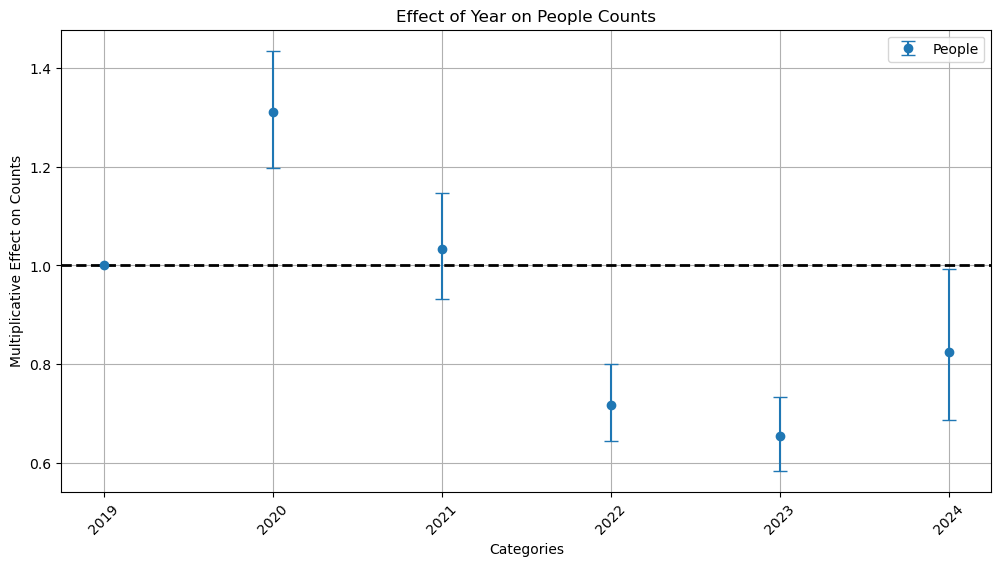 Effect of Year on People Counts
People
Multiplicative Effect on Counts
1.4
1.2
1.0
0.8
0.6
2019
2020
2021
2022
2023
2024
Categories